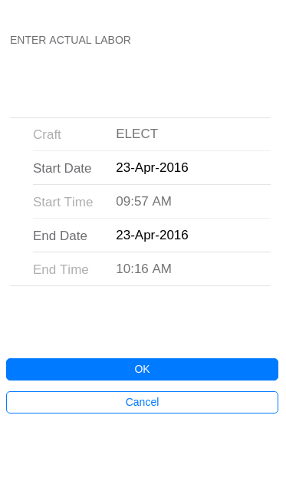 ENTER ACTUAL LABOR
Craft ELECT
Start Date 23-Apr-2016
Start Time 09:57 AM
End Date 23-Apr-2016
End Time 10:16 AM
OK
Cancel